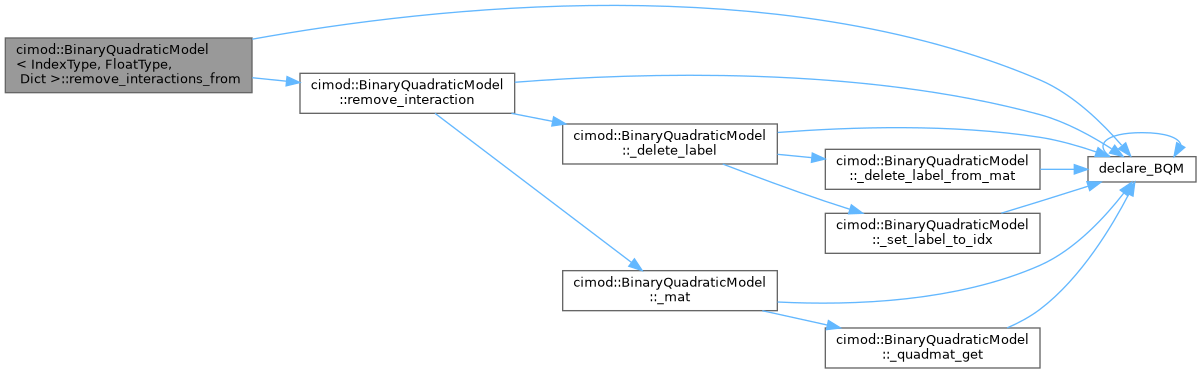 cimod::BinaryQuadraticModel
< IndexType, FloatType,
Dict >::remove_interactions_from
cimod::BinaryQuadraticModel
::remove_interaction
cimod::BinaryQuadraticModel
::_delete_label
cimod::BinaryQuadraticModel
::_delete_label_from_mat
declare_BQM
cimod::BinaryQuadraticModel
::_set_label_to_idx
cimod::BinaryQuadraticModel
::_mat
cimod::BinaryQuadraticModel
::_quadmat_get